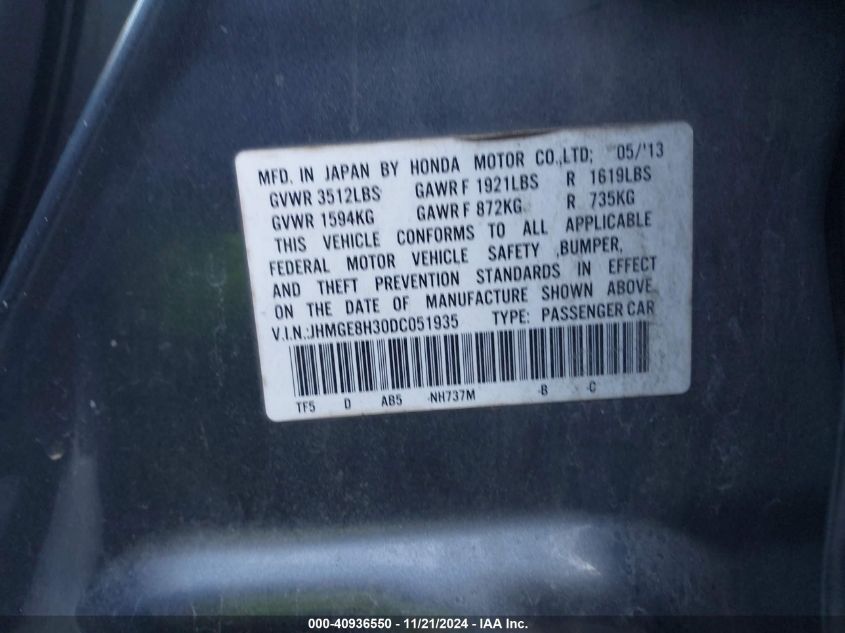 MFD. IN JAPAN BY HONDA MOTOR CO.,LTD; 05/'13
GVWR 3512LBS GAWR F 1921LBS R 1619LBS
GVWR 1594KG GAWR F 872KG R 735KG
THIS VEHICLE CONFORMS TO ALL APPLICABLE
FEDERAL MOTOR VEHICLE SAFETY ,BUMPER,
AND THEFT PREVENTION STANDARDS IN EFFECT
ON THE DATE OF MANUFACTURE SHOWN ABOVE.
V.I.N.:JHMGE8H30DC051935 TYPE: PASSENGER CAR
TF5 D AB5 -NH737M -B -C
000-40936550 - 11/21/2024 - IAA Inc.